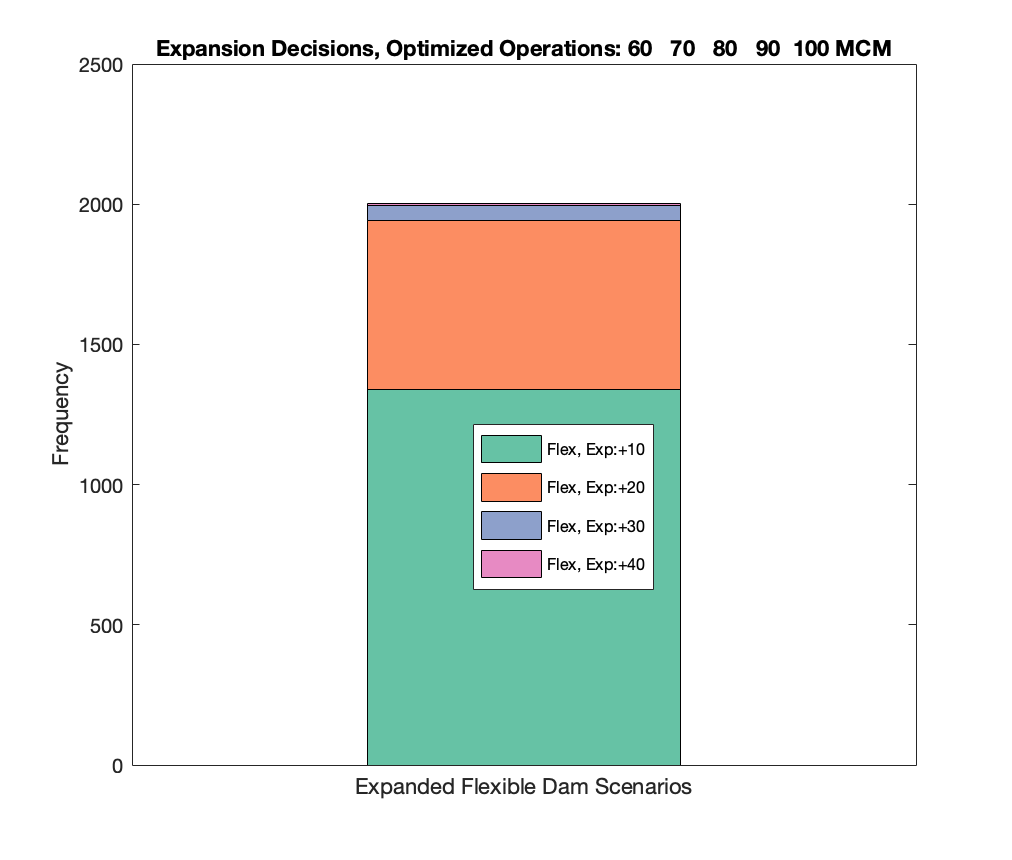 Expansion Decisions, Optimized Operations: 60 70 80 90 100 MCM
2500
2000
1500
1000
500
0
Frequency
Flex, Exp:+10
Flex, Exp:+20
Flex, Exp:+30
Flex, Exp:+40
Expanded Flexible Dam Scenarios